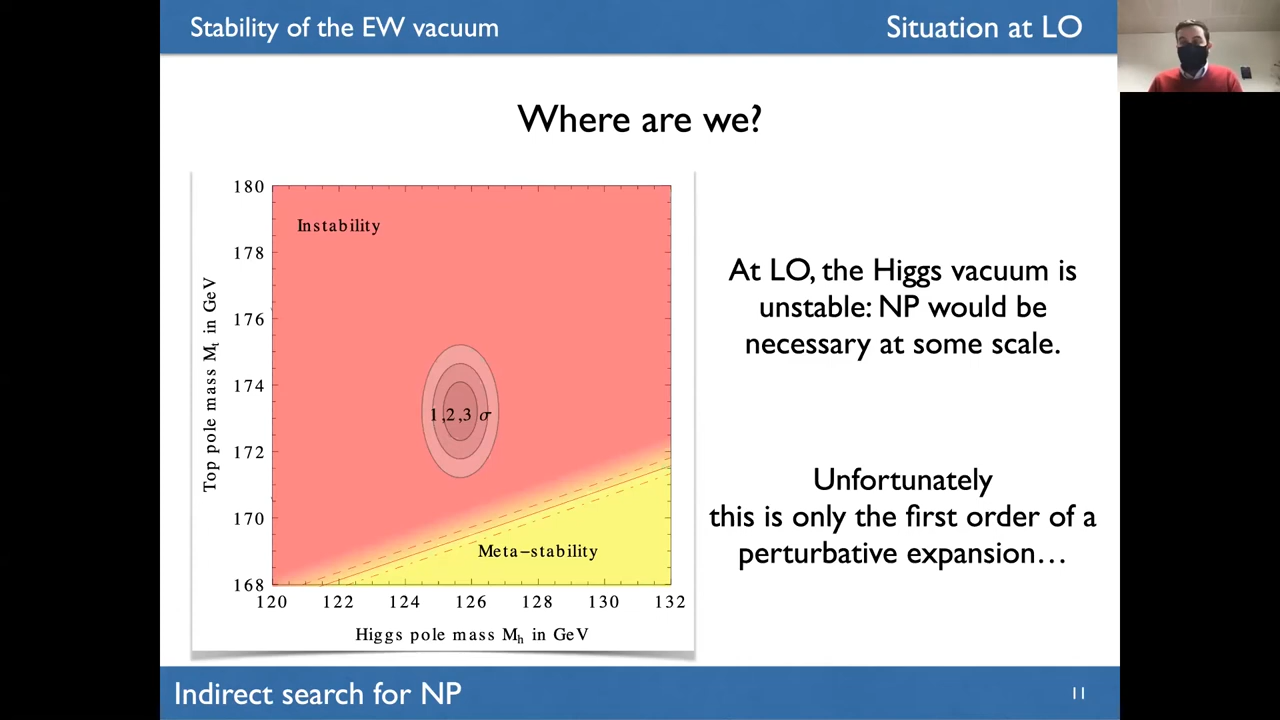 Stability of the EW vacuum
Situation at LO
Where are we?
180
178
176
174
172
170
168
Top pole mass Mt in GeV
Instability
1,2,3 σ
Meta−stability
120 122 124 126 128 130 132
Higgs pole mass Mh in GeV
At LO, the Higgs vacuum is
unstable: NP would be
necessary at some scale.
Unfortunately
this is only the first order of a
perturbative expansion…
Indirect search for NP
11